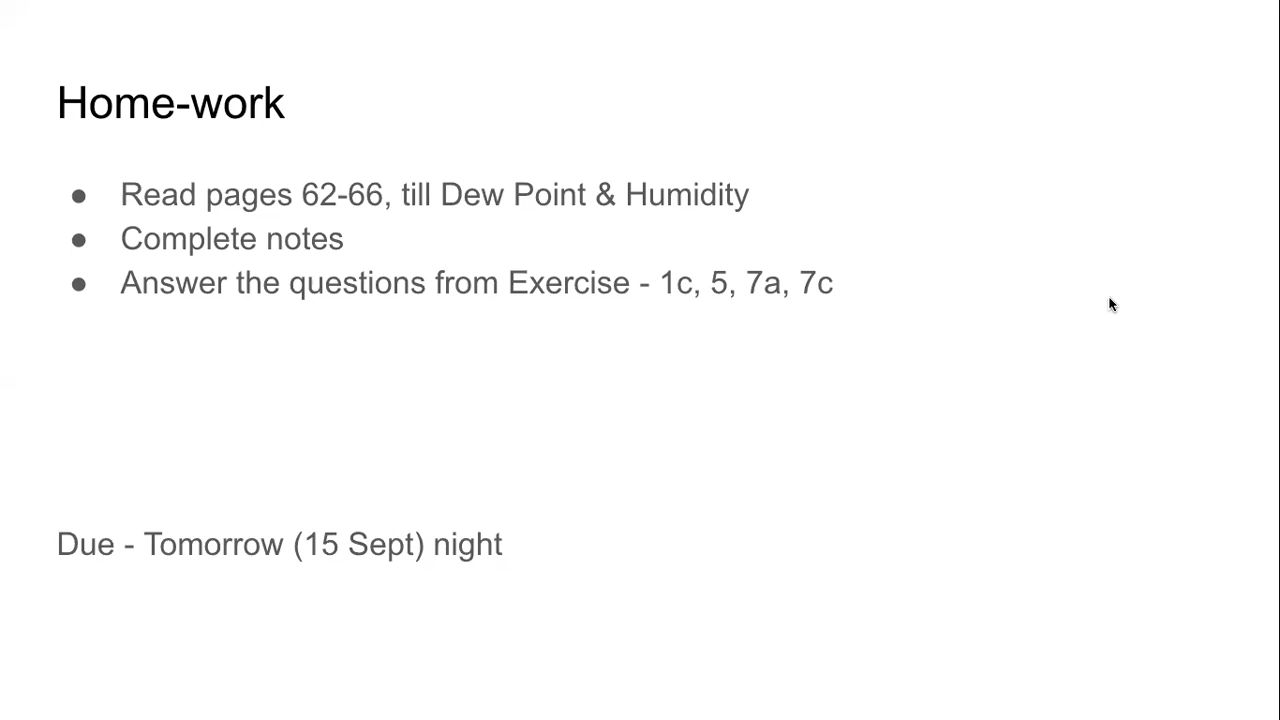 Home-work
● Read pages 62-66, till Dew Point & Humidity
● Complete notes
● Answer the questions from Exercise - 1c, 5, 7a, 7c
Due - Tomorrow (15 Sept) night